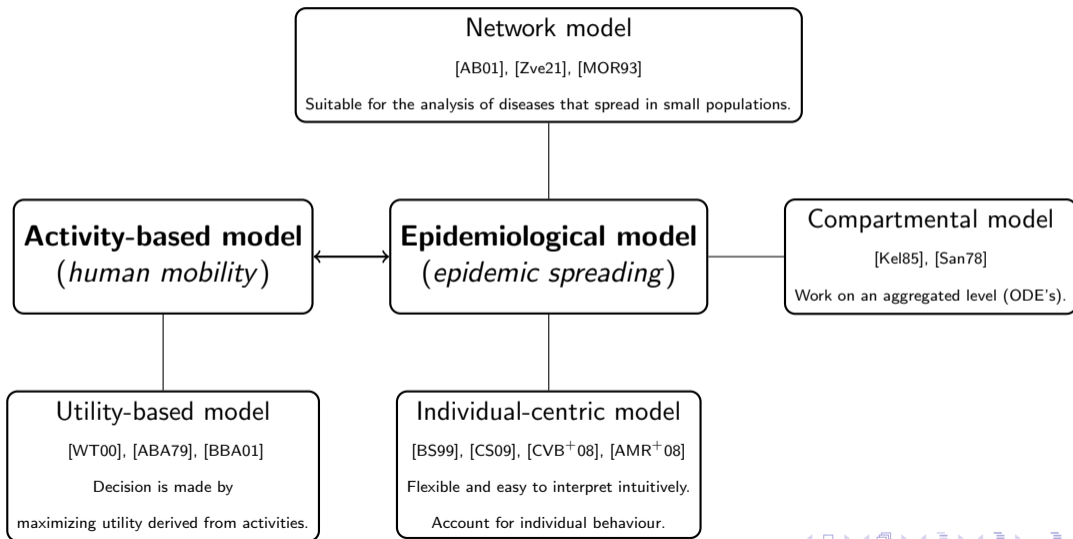 Network model
[AB01], [Zve21], [MOR93]
Suitable for the analysis of diseases that spread in small populations.
Activity-based model
(human mobility)
Epidemiological model
(epidemic spreading)
Compartmental model
[Kel85], [San78]
Work on an aggregated level (ODE's).
Utility-based model
[WT00], [ABA79], [BBA01]
Decision is made by
maximizing utility derived from activities.
Individual-centric model
[BS99], [CS09], [CVB+08], [AMR+08]
Flexible and easy to interpret intuitively.
Account for individual behaviour.